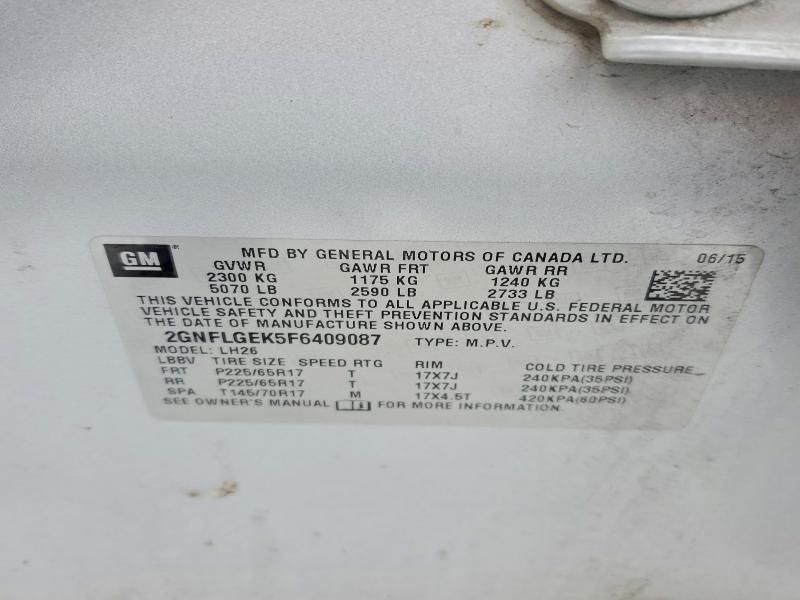 GM
MFD BY GENERAL MOTORS OF CANADA LTD. 06/15
GVWR GAWR FRT GAWR RR
2300 KG 1175 KG 1240 KG
5070 LB 2590 LB 2733 LB
THIS VEHICLE CONFORMS TO ALL APPLICABLE U.S. FEDERAL MOTOR
VEHICLE SAFETY AND THEFT PREVENTION STANDARDS IN EFFECT ON
THE DATE OF MANUFACTURE SHOWN ABOVE.
2GNFLGEK5F6409087 TYPE: M.P.V.
MODEL: LH26
LBBV TIRE SIZE SPEED RTG RIM COLD TIRE PRESSURE
FRT P225/65R17 T 17X7J 240KPA(35PSI)
RR P225/65R17 T 17X7J 240KPA(35PSI)
SPA T145/70R17 M 17X4.5T 420KPA(60PSI)
SEE OWNER'S MANUAL FOR MORE INFORMATION.